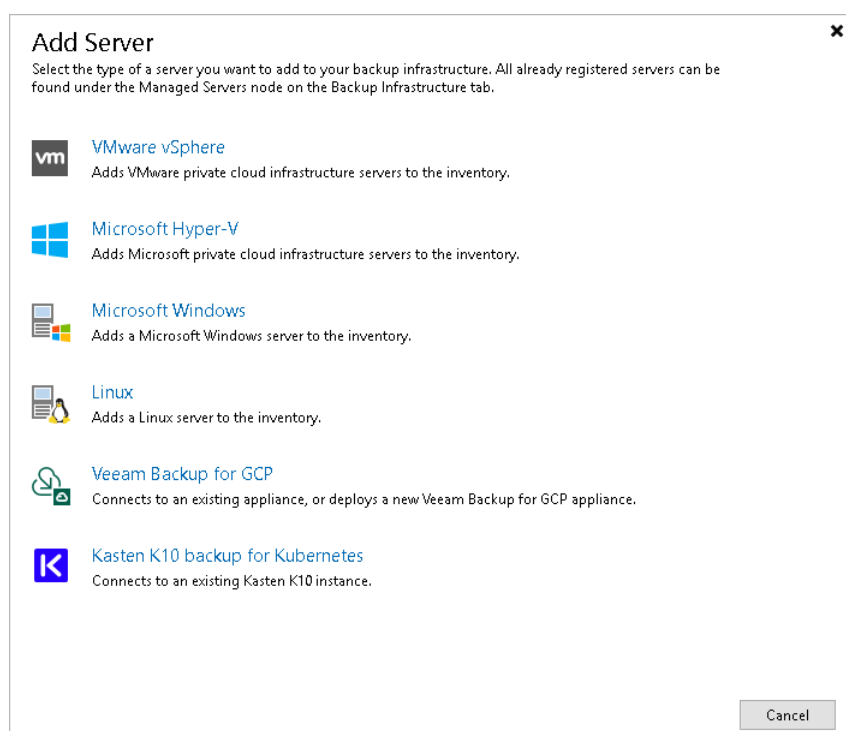 Add Server
Select the type of a server you want to add to your backup infrastructure. All already registered servers can be
found under the Managed Servers node on the Backup Infrastructure tab.
vm
VMware vSphere
Adds VMware private cloud infrastructure servers to the inventory.
Microsoft Hyper-V
Adds Microsoft private cloud infrastructure servers to the inventory.
Microsoft Windows
Adds a Microsoft Windows server to the inventory.
Linux
Adds a Linux server to the inventory.
Veeam Backup for GCP
Connects to an existing appliance, or deploys a new Veeam Backup for GCP appliance.
K
Kasten K10 backup for Kubernetes
Connects to an existing Kasten K10 instance.
Cancel